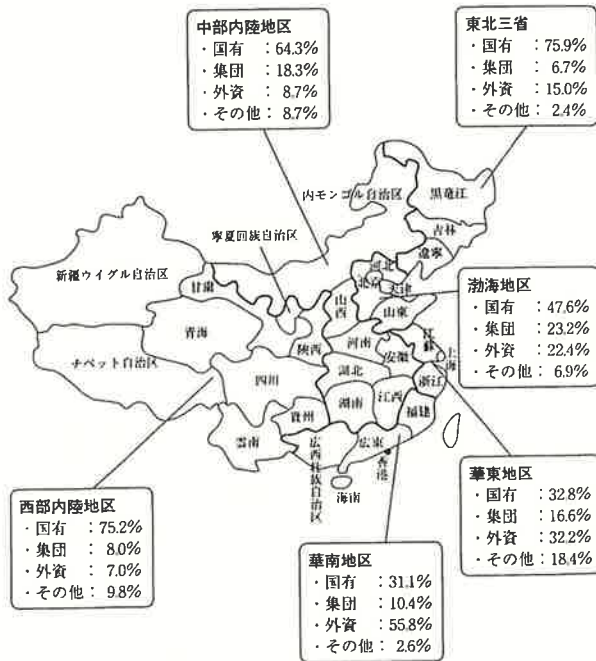 中部内陸地区
・国有 :64.3%
・集団 :18.3%
・外資 : 8.7%
・その他: 8.7%
東北三省
・国有 :75.9%
・集団 : 6.7%
・外資 :15.0%
・その他: 2.4%
内モンゴル自治区
黒竜江
吉林
遼寧
寧夏回族自治区
新疆ウイグル自治区
甘粛
青海
チベット自治区
河北
北京
天津
山西
山東
陝西
河南
江蘇
上海
安徽
四川
湖北
浙江
湖南
江西
福建
貴州
雲南
広西壮族自治区
広東
香港
海南
渤海地区
・国有 :47.6%
・集団 :23.2%
・外資 :22.4%
・その他: 6.9%
華東地区
・国有 :32.8%
・集団 :16.6%
・外資 :32.2%
・その他:18.4%
西部内陸地区
・国有 :75.2%
・集団 : 8.0%
・外資 : 7.0%
・その他: 9.8%
華南地区
・国有 :31.1%
・集団 :10.4%
・外資 :55.8%
・その他: 2.6%